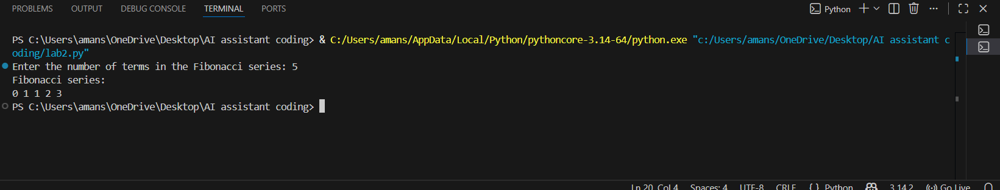 PROBLEMS OUTPUT DEBUG CONSOLE TERMINAL PORTS Python
PS C:\Users\amans\OneDrive\Desktop\AI assistant coding> & C:/Users/amans/AppData/Local/Python/pythoncore-3.14-64/python.exe "c:/Users/amans/OneDrive/Desktop/AI assistant c
oding/lab2.py"
Enter the number of terms in the Fibonacci series: 5
Fibonacci series:
0 1 1 2 3
PS C:\Users\amans\OneDrive\Desktop\AI assistant coding>
Ln 20, Col 4 Spaces: 4 UTF-8 CRLF { } Python 3.14.2 Go Live